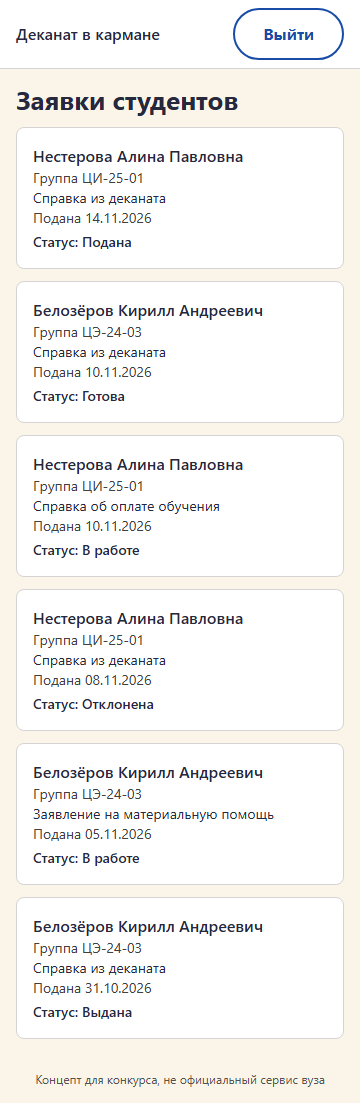 Деканат в кармане
Выйти
Заявки студентов
Нестерова Алина Павловна
Группа ЦИ-25-01
Справка из деканата
Подана 14.11.2026
Статус: Подана
Белозёров Кирилл Андреевич
Группа ЦЭ-24-03
Справка из деканата
Подана 10.11.2026
Статус: Готова
Нестерова Алина Павловна
Группа ЦИ-25-01
Справка об оплате обучения
Подана 10.11.2026
Статус: В работе
Нестерова Алина Павловна
Группа ЦИ-25-01
Справка из деканата
Подана 08.11.2026
Статус: Отклонена
Белозёров Кирилл Андреевич
Группа ЦЭ-24-03
Заявление на материальную помощь
Подана 05.11.2026
Статус: В работе
Белозёров Кирилл Андреевич
Группа ЦЭ-24-03
Справка из деканата
Подана 31.10.2026
Статус: Выдана
Концепт для конкурса, не официальный сервис вуза